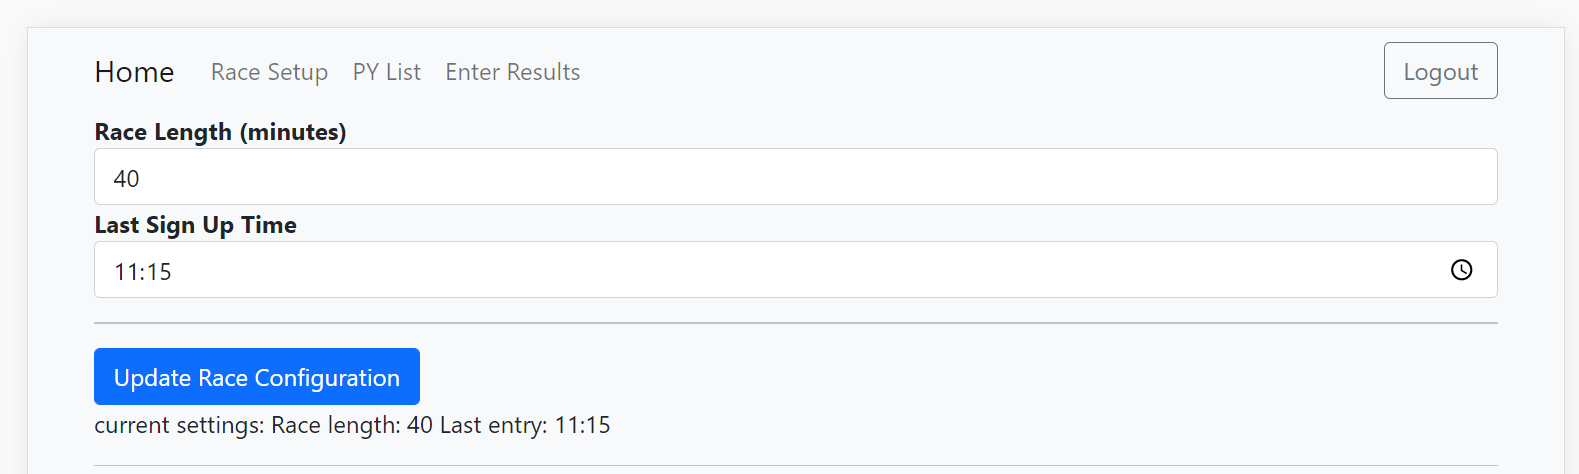 Home Race Setup PY List Enter Results Logout
Race Length (minutes)
40
Last Sign Up Time
11:15
Update Race Configuration
current settings: Race length: 40 Last entry: 11:15